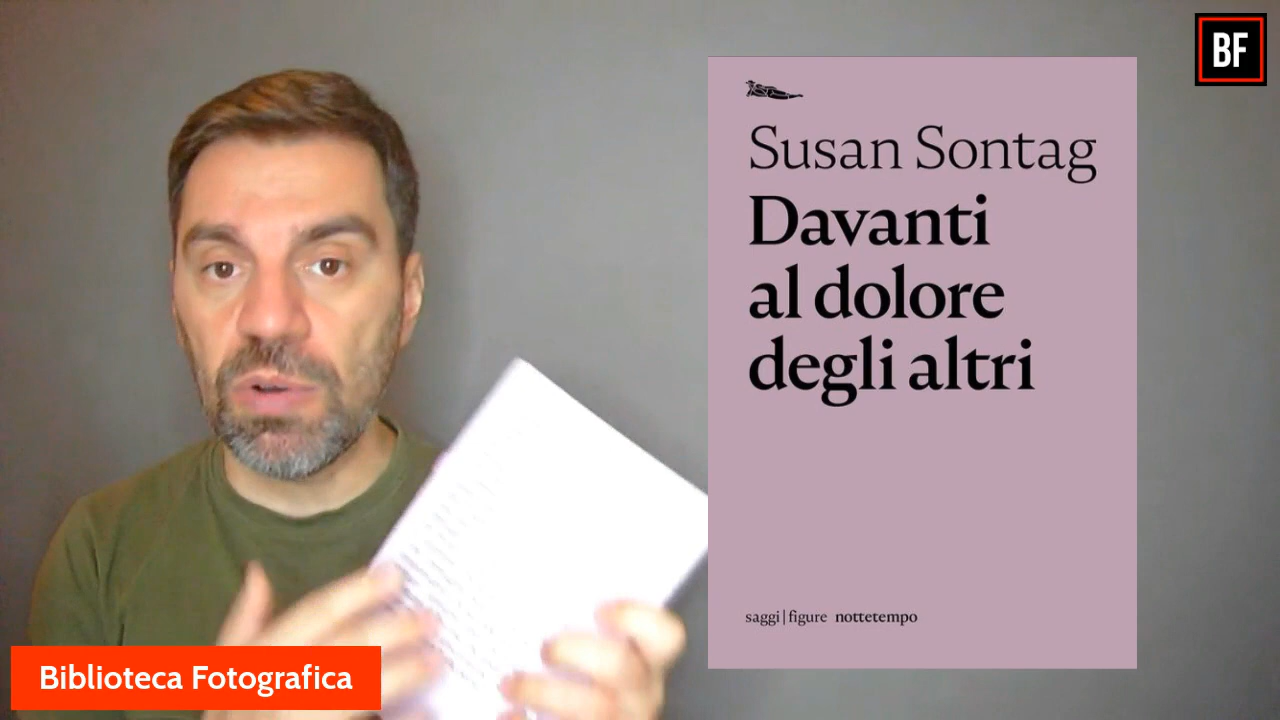 BF
Susan Sontag
Davanti
al dolore
degli altri
saggi | figure nottetempo
Biblioteca Fotografica